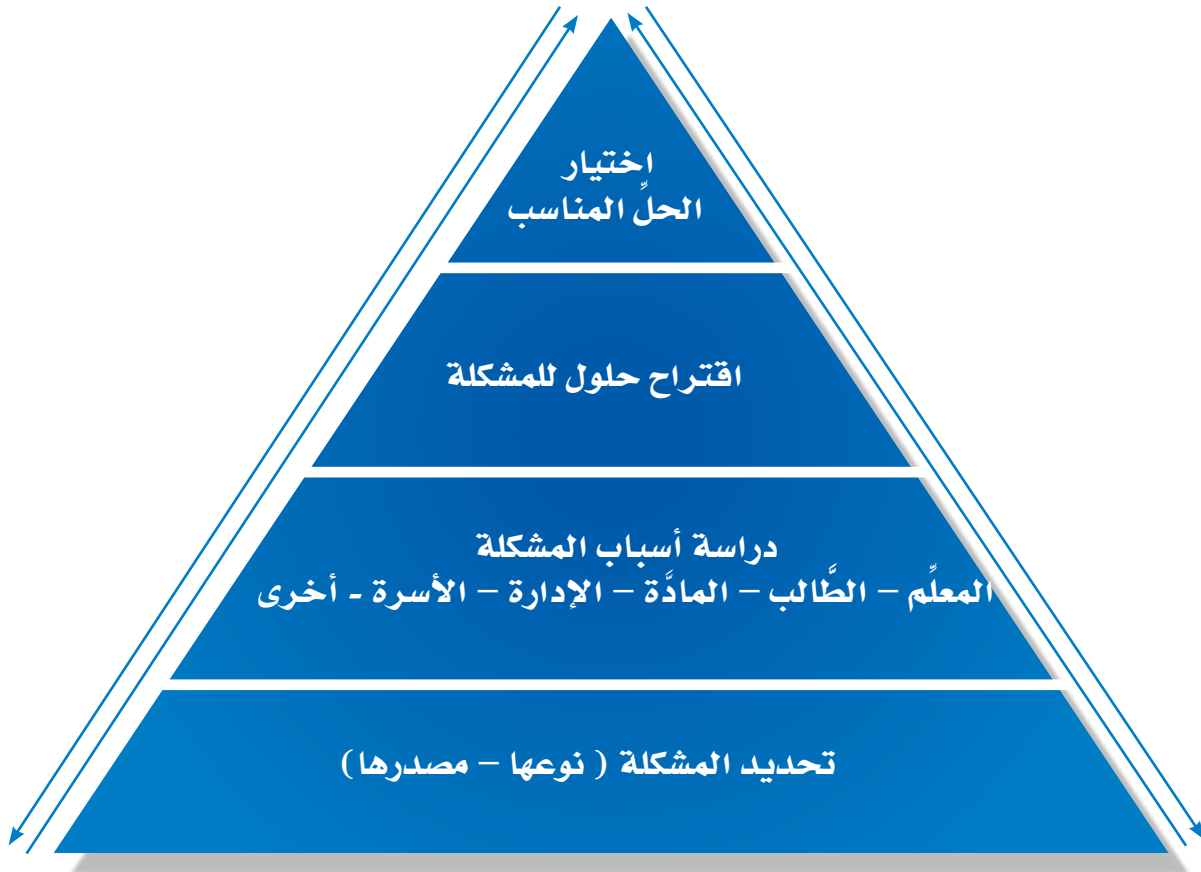 اختيار
الحلِّ المناسب
اقتراح حلول للمشكلة
دراسة أسباب المشكلة
المعلِّم – الطَّالب – المادَّة – الإدارة – الأسرة - أخرى
تحديد المشكلة ( نوعها – مصدرها)